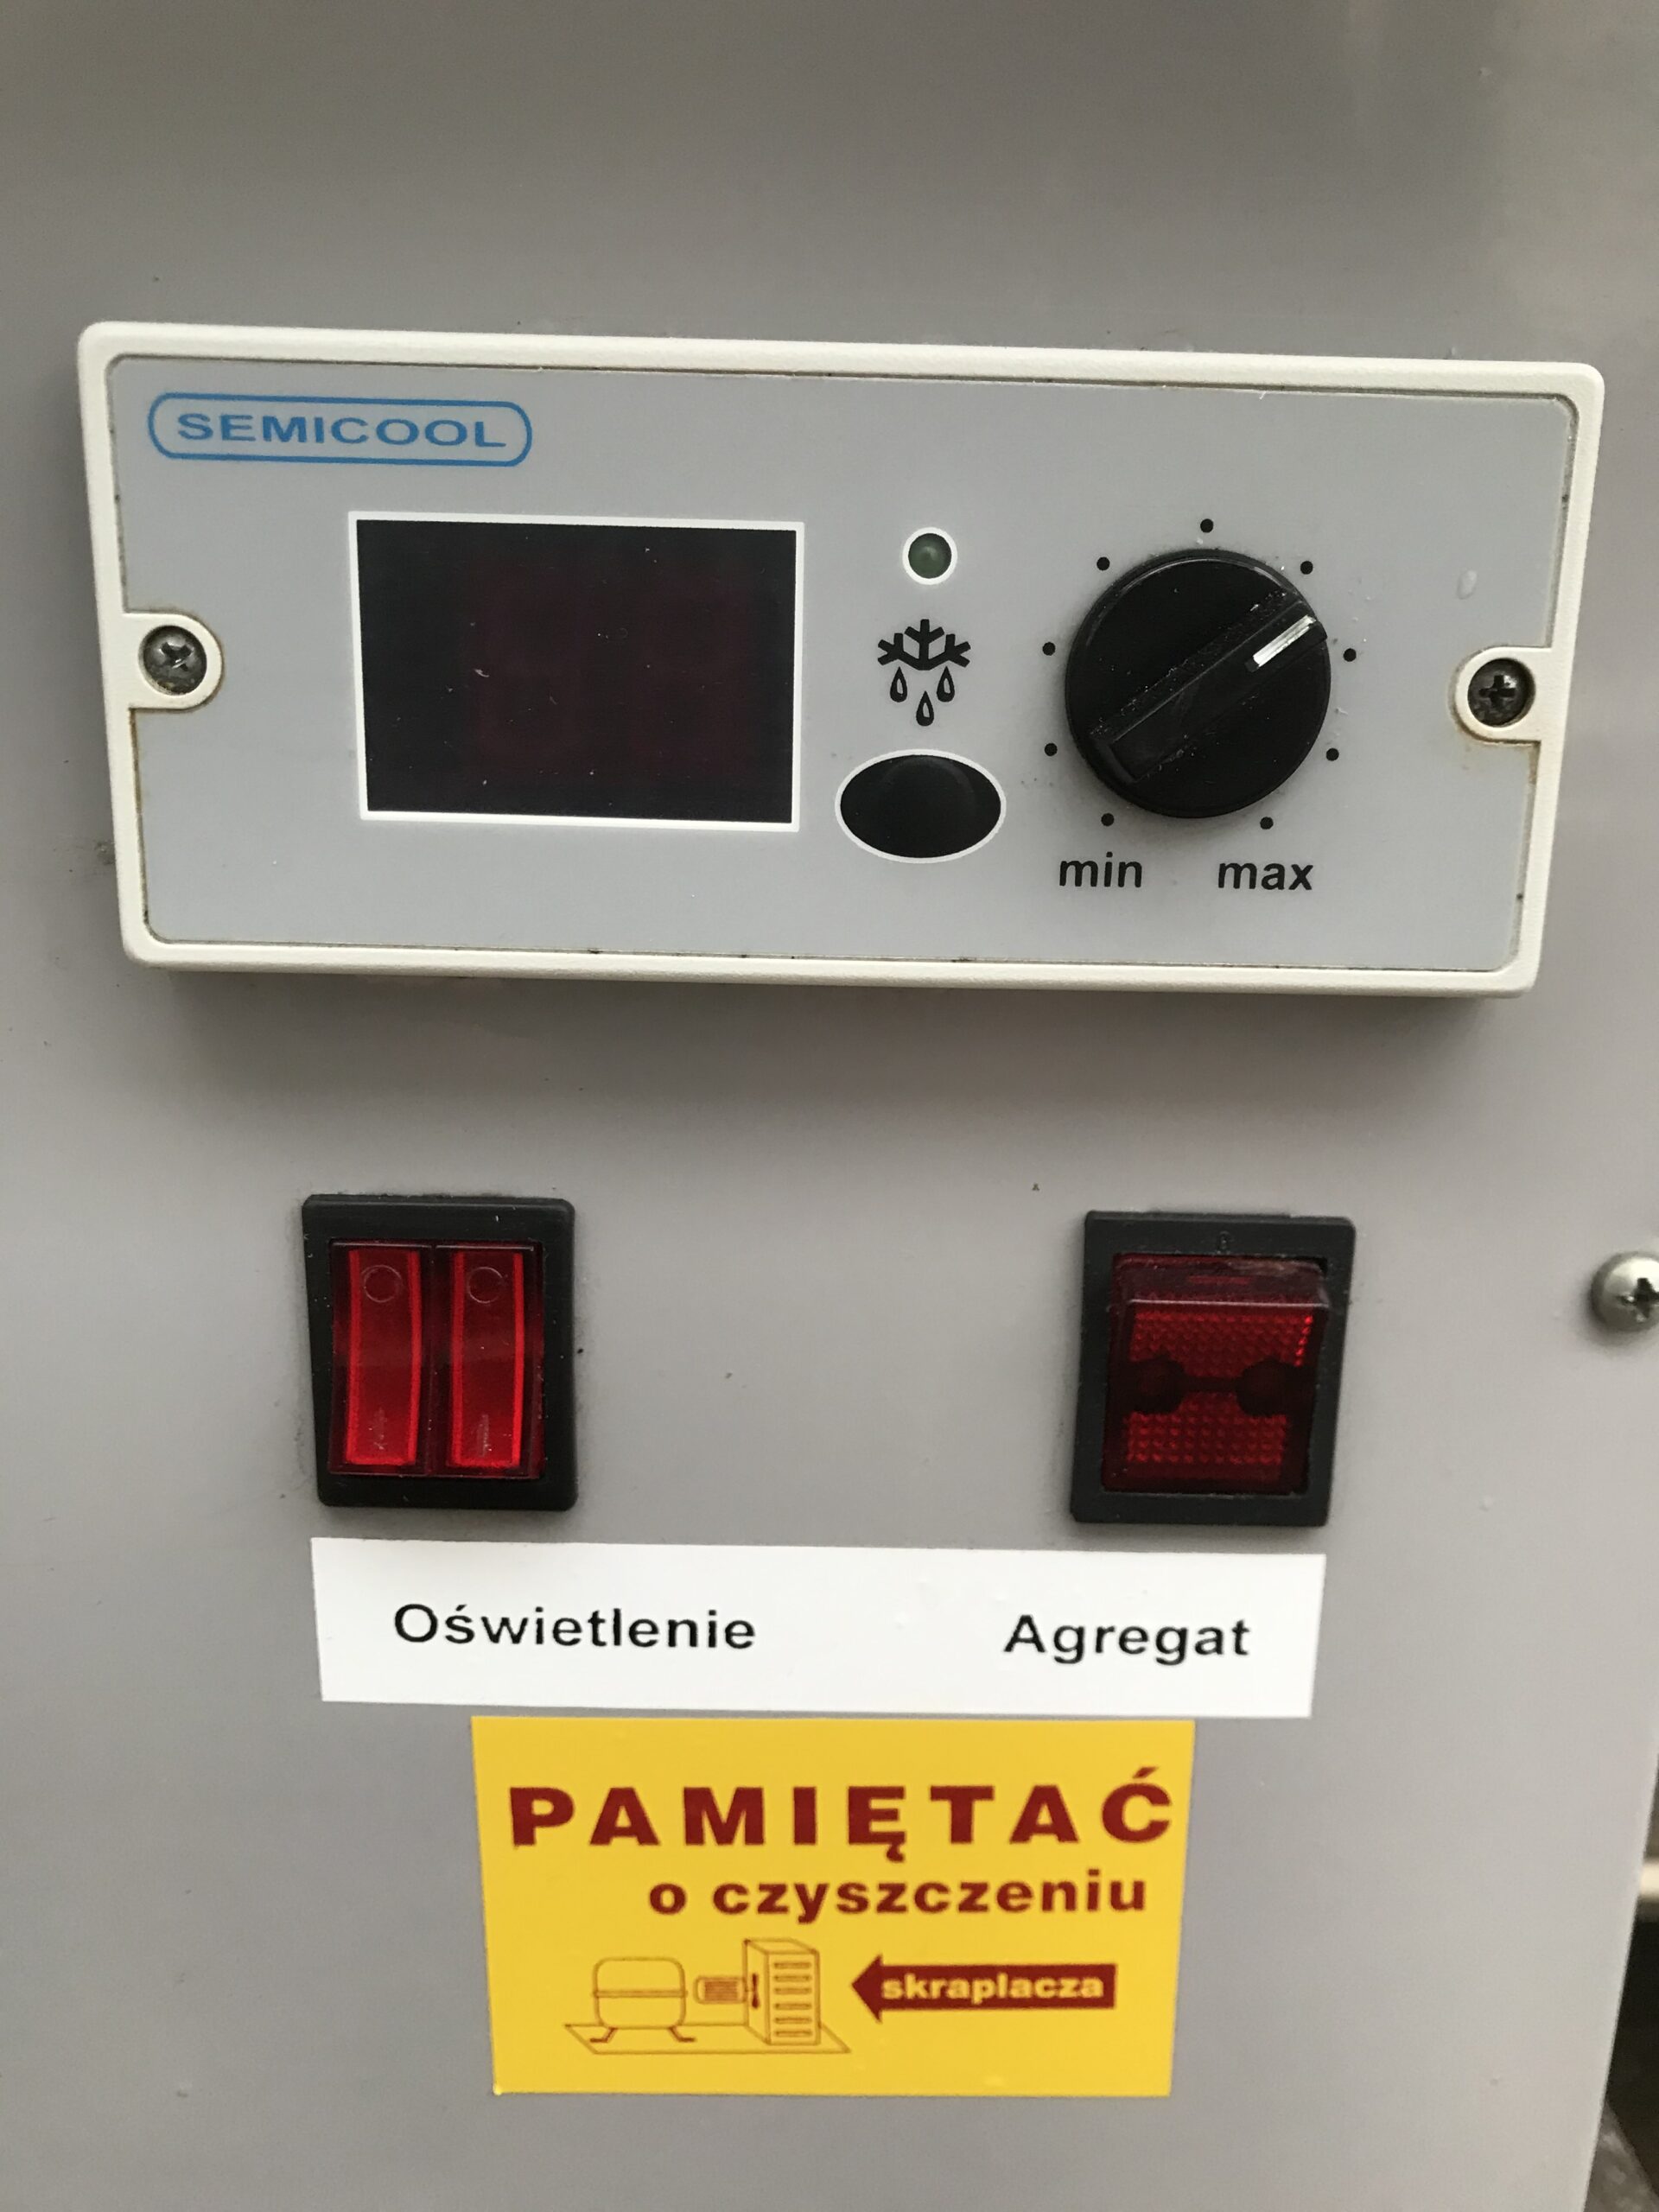 SEMICOOL
min max
Oświetlenie Agregat
PAMIĘTAĆ
o czyszczeniu
skraplacza